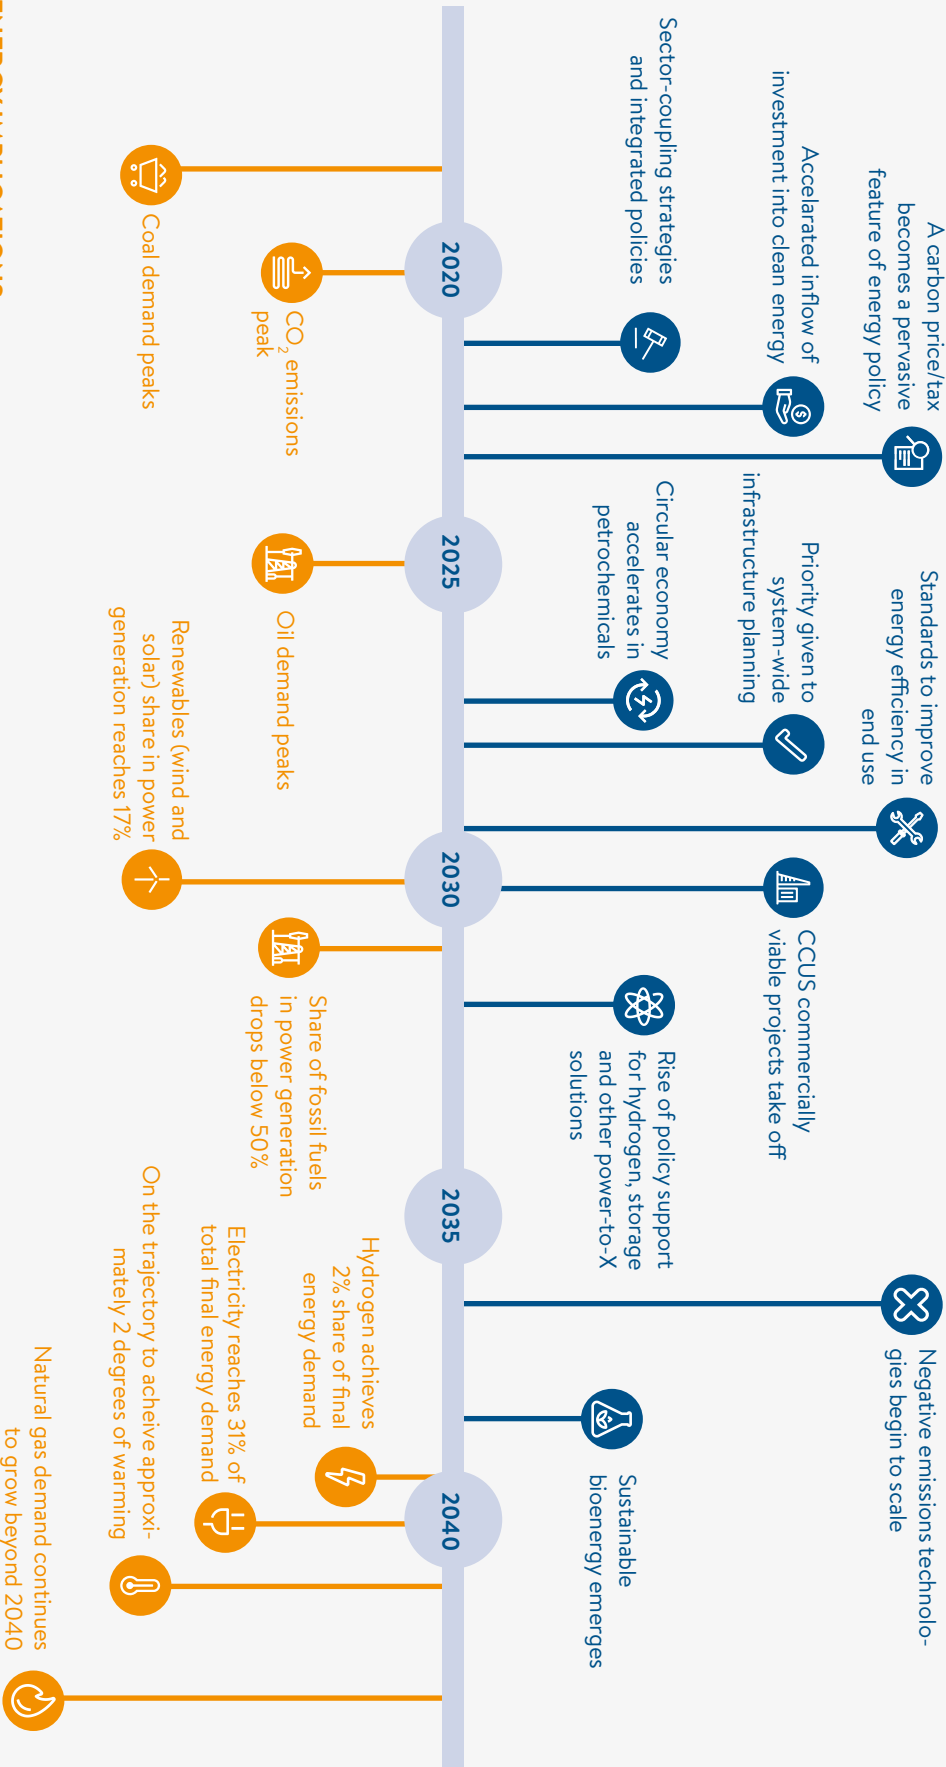 A carbon price/tax
becomes a pervasive
feature of energy policy
Accelarated inflow of
investment into clean energy
Sector-coupling strategies
and integrated policies
Standards to improve
energy efficiency in
end use
Priority given to
system-wide
infrastructure planning
Circular economy
accelerates in
petrochemicals
CCUS commercially
viable projects take off
Rise of policy support
for hydrogen, storage
and other power-to-X
solutions
Negative emissions technolo-
gies begin to scale
Sustainable
bioenergy emerges
2020
2025
2030
2035
2040
CO₂ emissions
peak
Coal demand peaks
Oil demand peaks
Renewables (wind and
solar) share in power
generation reaches 17%
Share of fossil fuels
in power generation
drops below 50%
Hydrogen achieves
2% share of final
energy demand
Electricity reaches 31% of
total final energy demand
On the trajectory to acheive approxi-
mately 2 degrees of warming
Natural gas demand continues
to grow beyond 2040